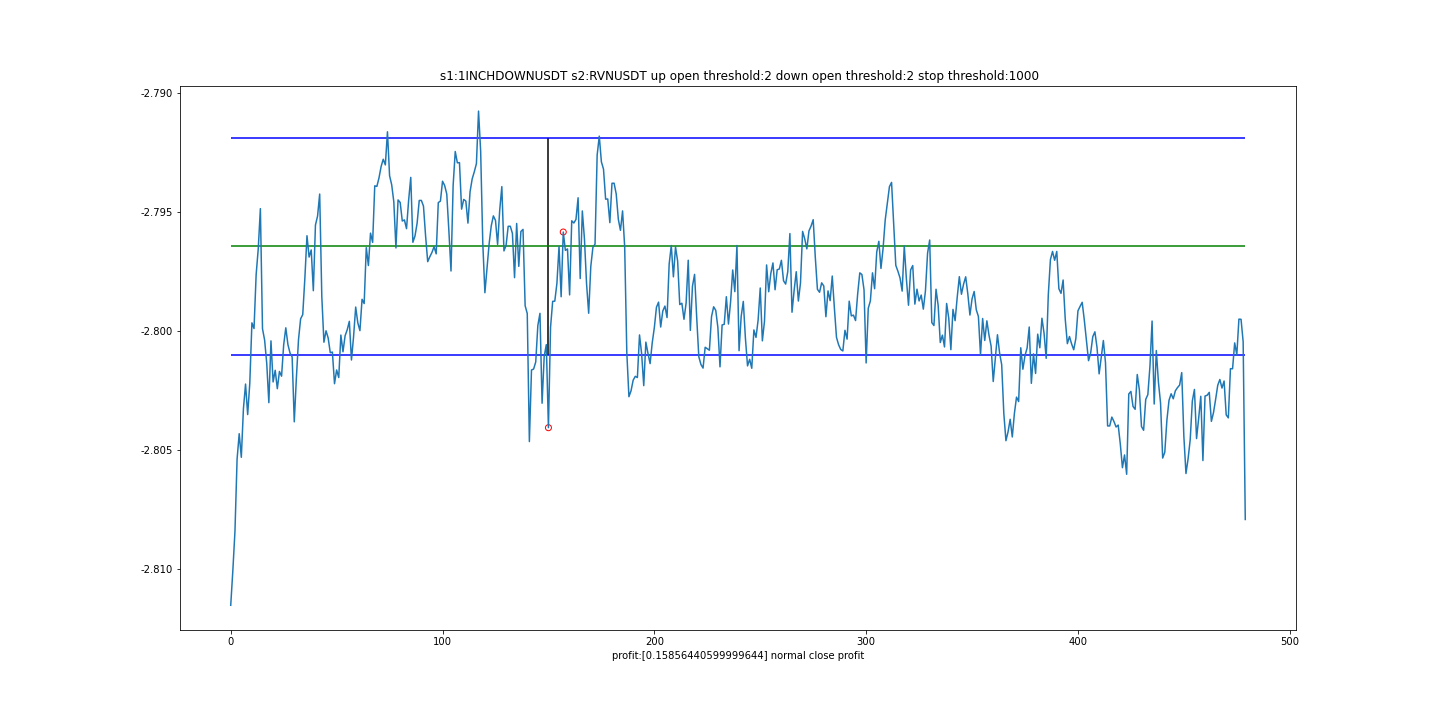 s1:1INCHDOWNUSDT s2:RVNUSDT up open threshold:2 down open threshold:2 stop threshold:1000
-2.790
-2.795
-2.800
-2.805
-2.810
0 100 200 300 400 500
profit:[0.15856440599999644] normal close profit